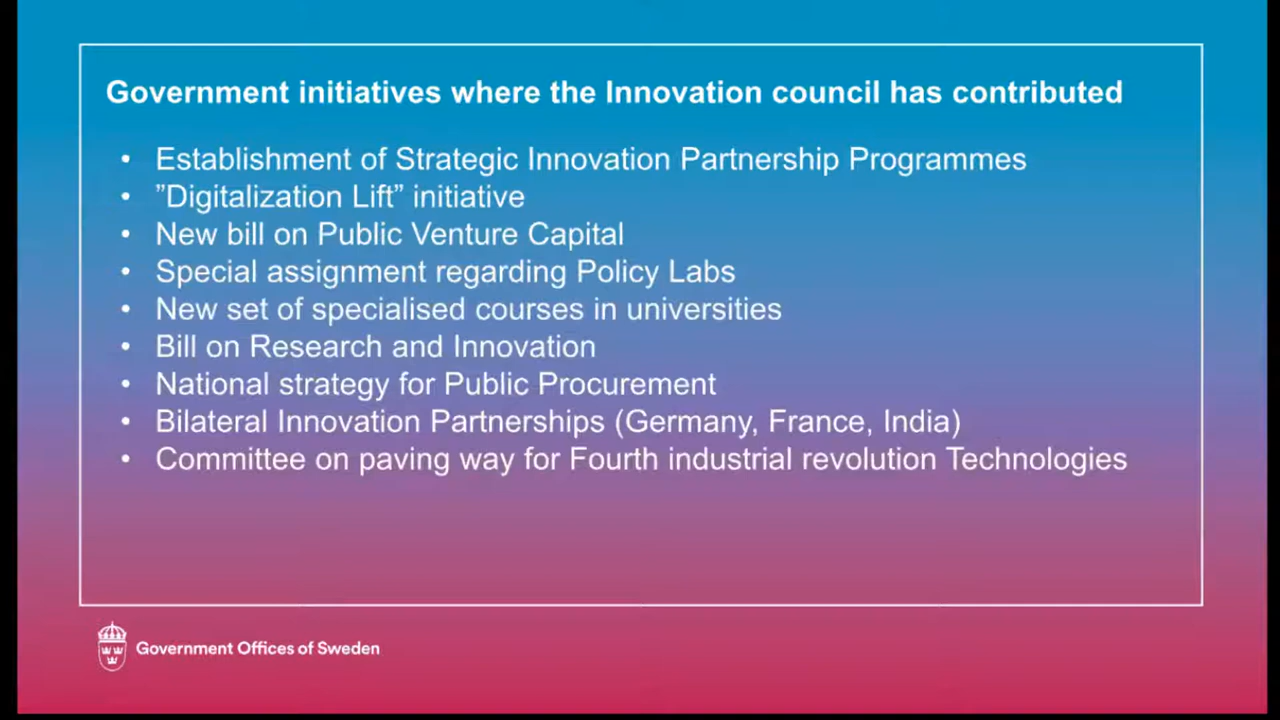 Government initiatives where the Innovation council has contributed
• Establishment of Strategic Innovation Partnership Programmes
• ”Digitalization Lift” initiative
• New bill on Public Venture Capital
• Special assignment regarding Policy Labs
• New set of specialised courses in universities
• Bill on Research and Innovation
• National strategy for Public Procurement
• Bilateral Innovation Partnerships (Germany, France, India)
• Committee on paving way for Fourth industrial revolution Technologies
Government Offices of Sweden